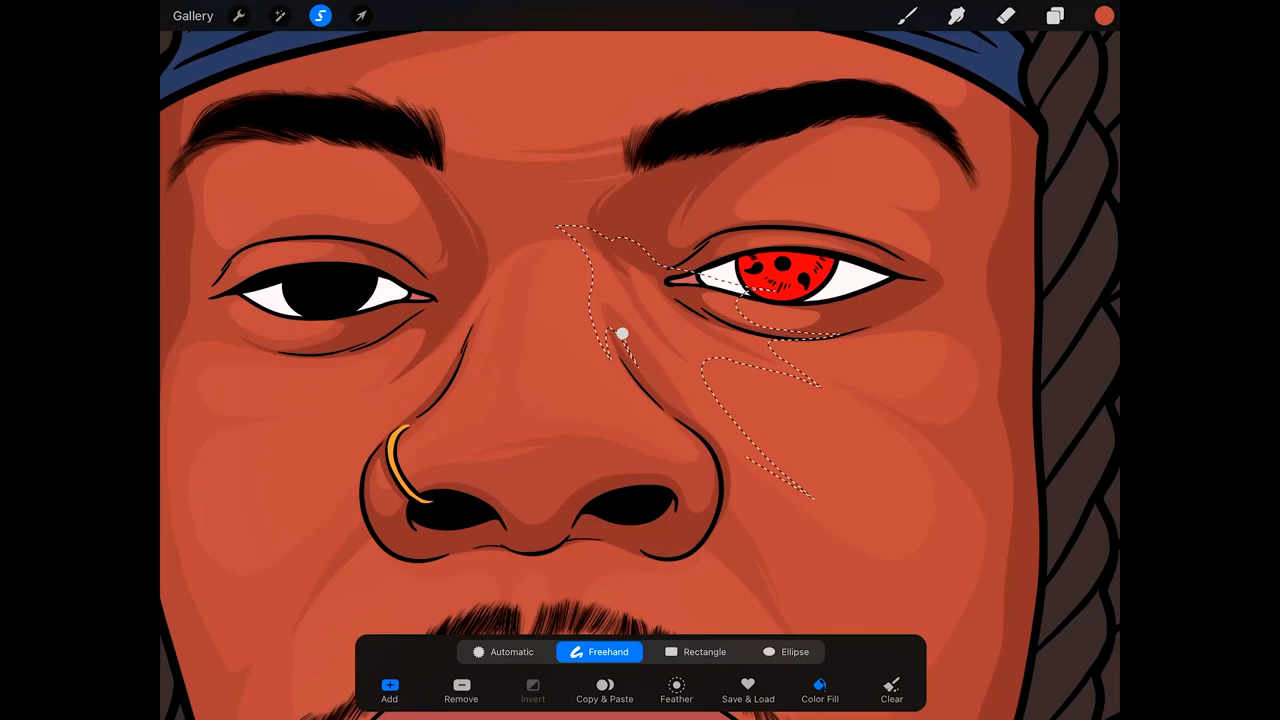 Gallery
Automatic Freehand Rectangle Ellipse
Add Remove Invert Copy & Paste Feather Save & Load Color Fill Clear